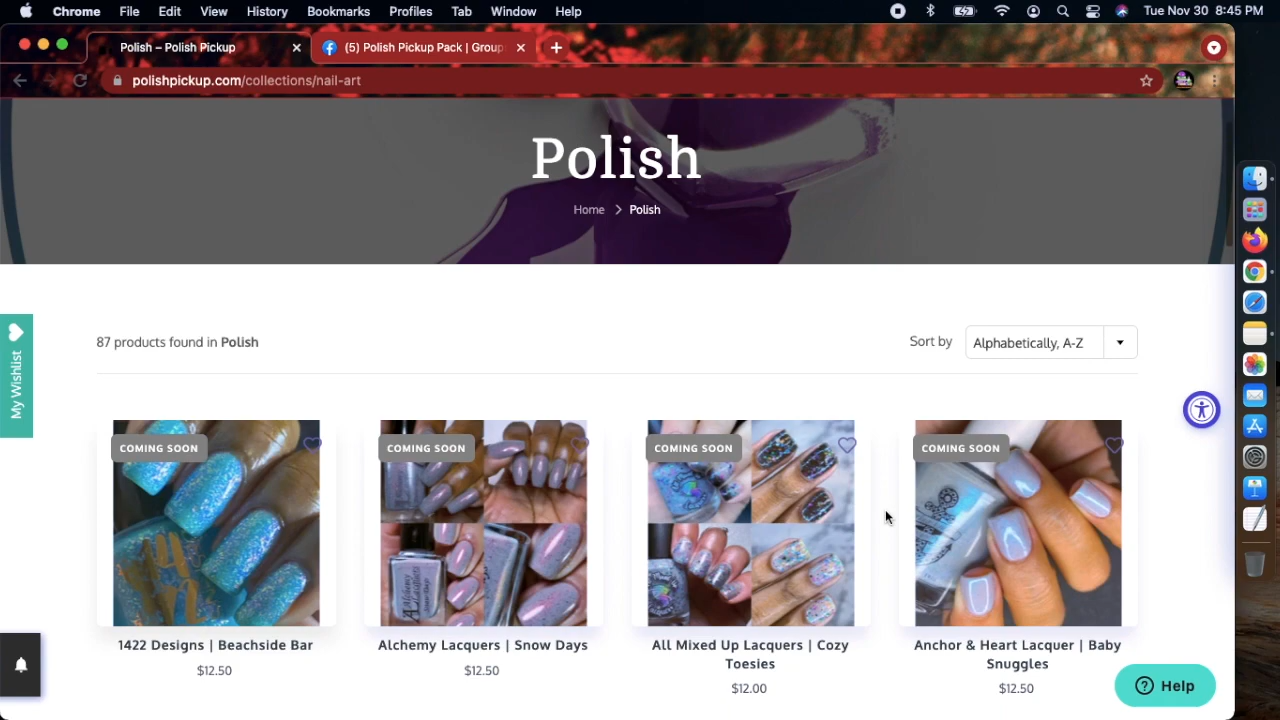 Chrome File Edit View History Bookmarks Profiles Tab Window Help Tue Nov 30 8:45 PM
Polish – Polish Pickup
(5) Polish Pickup Pack | Group
polishpickup.com/collections/nail-art
Polish
Home > Polish
87 products found in Polish
Sort by Alphabetically, A-Z
My Wishlist
COMING SOON COMING SOON COMING SOON COMING SOON
1422 Designs | Beachside Bar
$12.50
Alchemy Lacquers | Snow Days
$12.50
All Mixed Up Lacquers | Cozy
Toesies
$12.00
Anchor & Heart Lacquer | Baby
Snuggles
$12.50
Help